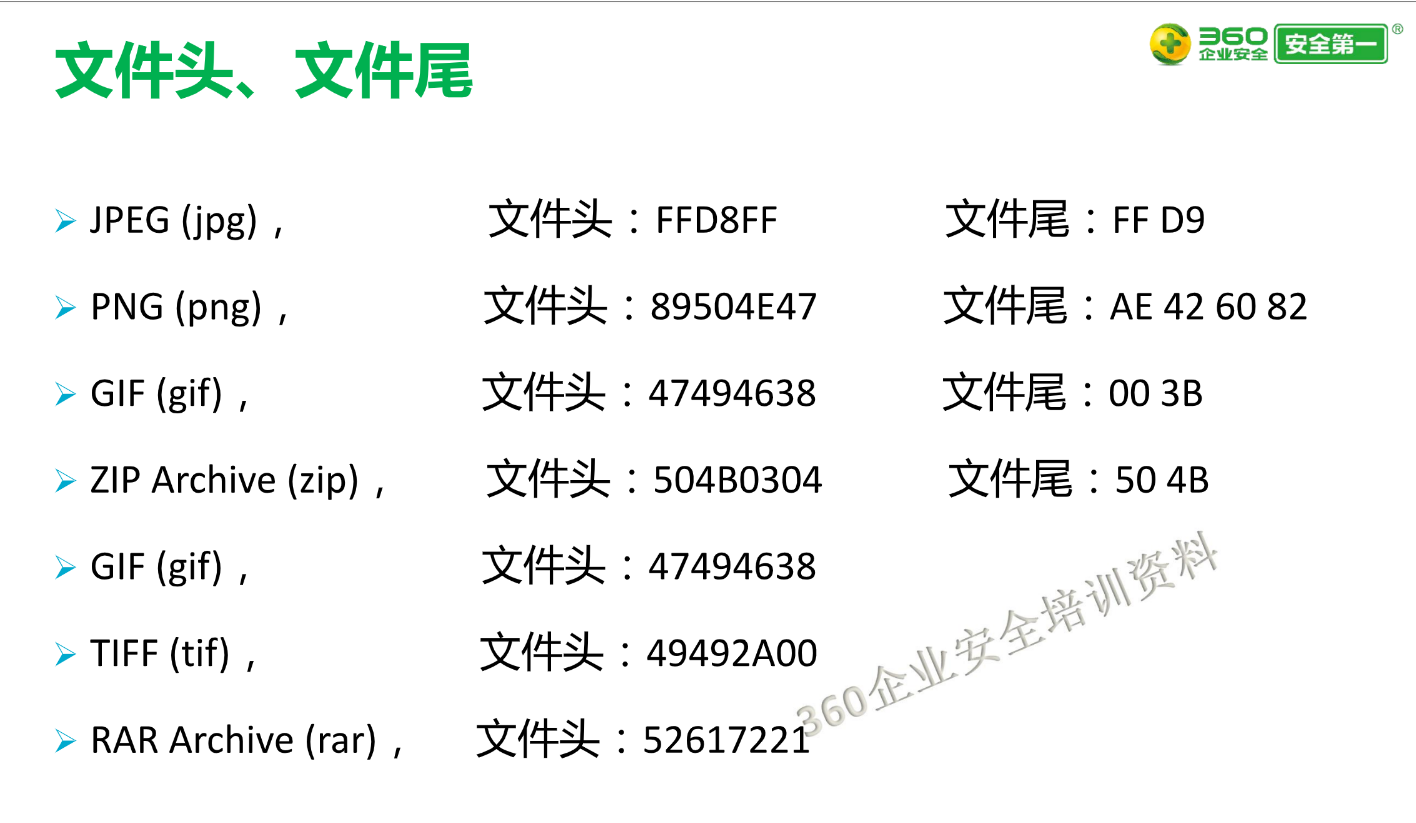 文件头、文件尾
360 企业安全 安全第一 ®
JPEG (jpg)， 文件头：FFD8FF 文件尾：FF D9
PNG (png)， 文件头：89504E47 文件尾：AE 42 60 82
GIF (gif)， 文件头：47494638 文件尾：00 3B
ZIP Archive (zip)， 文件头：504B0304 文件尾：50 4B
GIF (gif)， 文件头：47494638
TIFF (tif)， 文件头：49492A00
RAR Archive (rar)， 文件头：52617221
360企业安全培训资料